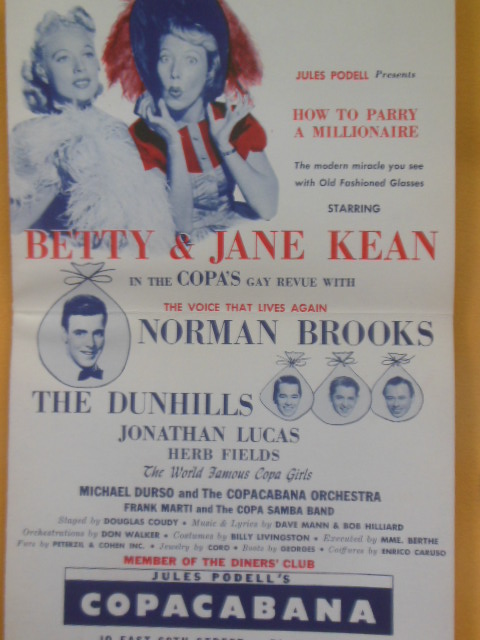 JULES PODELL Presents
HOW TO PARRY
A MILLIONAIRE
The modern miracle you see
with Old Fashioned Glasses
STARRING
BETTY & JANE KEAN
IN THE COPA'S GAY REVUE WITH
THE VOICE THAT LIVES AGAIN
NORMAN BROOKS
THE DUNHILLS
JONATHAN LUCAS
HERB FIELDS
The World Famous Copa Girls
MICHAEL DURSO and The COPACABANA ORCHESTRA
FRANK MARTI and The COPA SAMBA BAND
Staged by DOUGLAS COUDY • Music & Lyrics by DAVE MANN & BOB HILLIARD
Orchestrations by DON WALKER • Costumes by BILLY LIVINGSTON • Executed by MME. BERTHE
Furs by PETERZIL & COHEN INC. • Jewelry by CORO • Boots by GEORGES • Coiffures by ENRICO CARUSO
MEMBER OF THE DINERS' CLUB
JULES PODELL'S
COPACABANA
10 EAST 60TH STREET